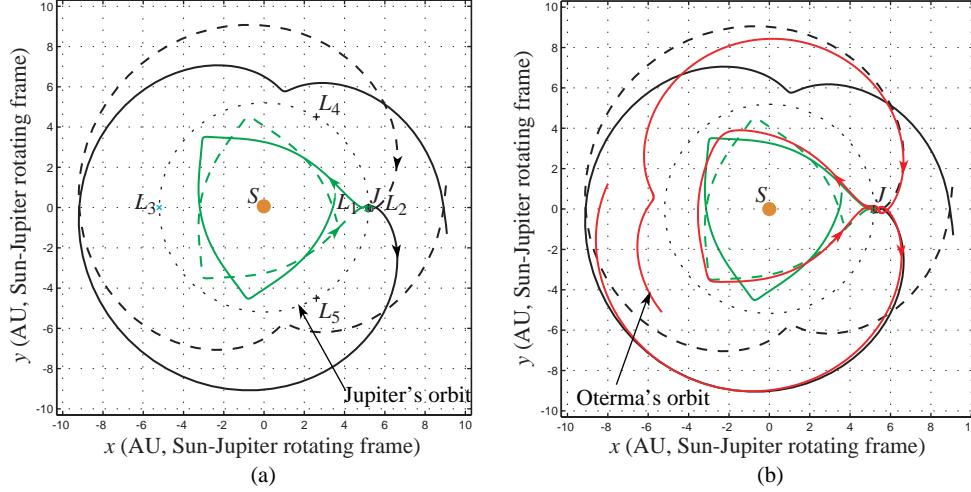 10
8
6
4
2
0
-2
-4
-6
-8
-10
-10 -8 -6 -4 -2 0 2 4 6 8 10
y (AU, Sun-Jupiter rotating frame)
x (AU, Sun-Jupiter rotating frame)
L4
S
J
L3
L1
L2
L5
Jupiter's orbit
(a)
10
8
6
4
2
0
-2
-4
-6
-8
-10
-10 -8 -6 -4 -2 0 2 4 6 8 10
y (AU, Sun-Jupiter rotating frame)
x (AU, Sun-Jupiter rotating frame)
S
J
Oterma's orbit
(b)